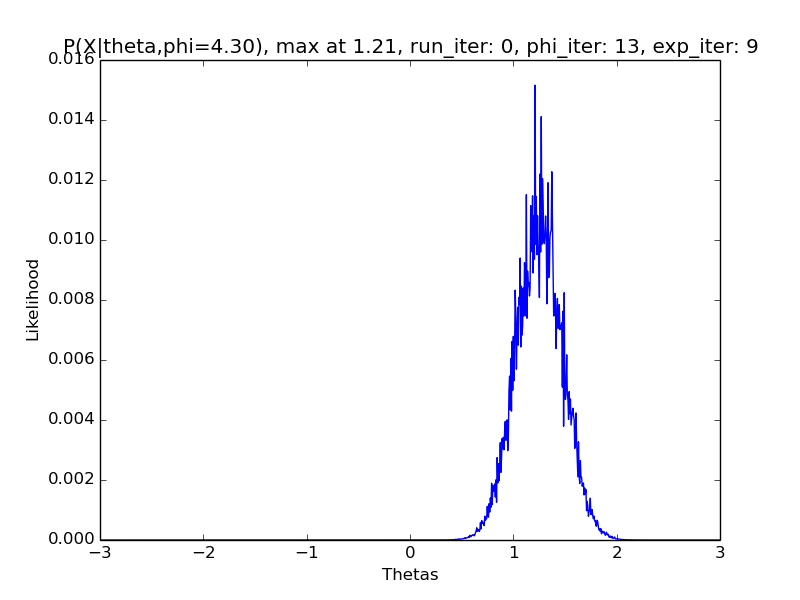 P(X|theta,phi=4.30), max at 1.21, run_iter: 0, phi_iter: 13, exp_iter: 9
0.016
0.014
0.012
0.010
0.008
0.006
0.004
0.002
0.000
Likelihood
−3 −2 −1 0 1 2 3
Thetas